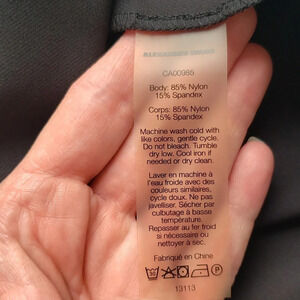 ALEXANDER WANG
CA00985
Body: 85% Nylon
15% Spandex
Corps: 85% Nylon
15% Spandex
Machine wash cold with
like colors, gentle cycle.
Do not bleach. Tumble
dry low. Cool iron if
needed or dry clean.
Laver en machine à
l'eau froide avec des
couleurs similaires,
cycle doux. Ne pas
javelliser. Sécher par
culbutage à basse
température.
Repasser au fer froid
si nécessaire ou
nettoyer à sec.
Fabriqué en Chine
13113